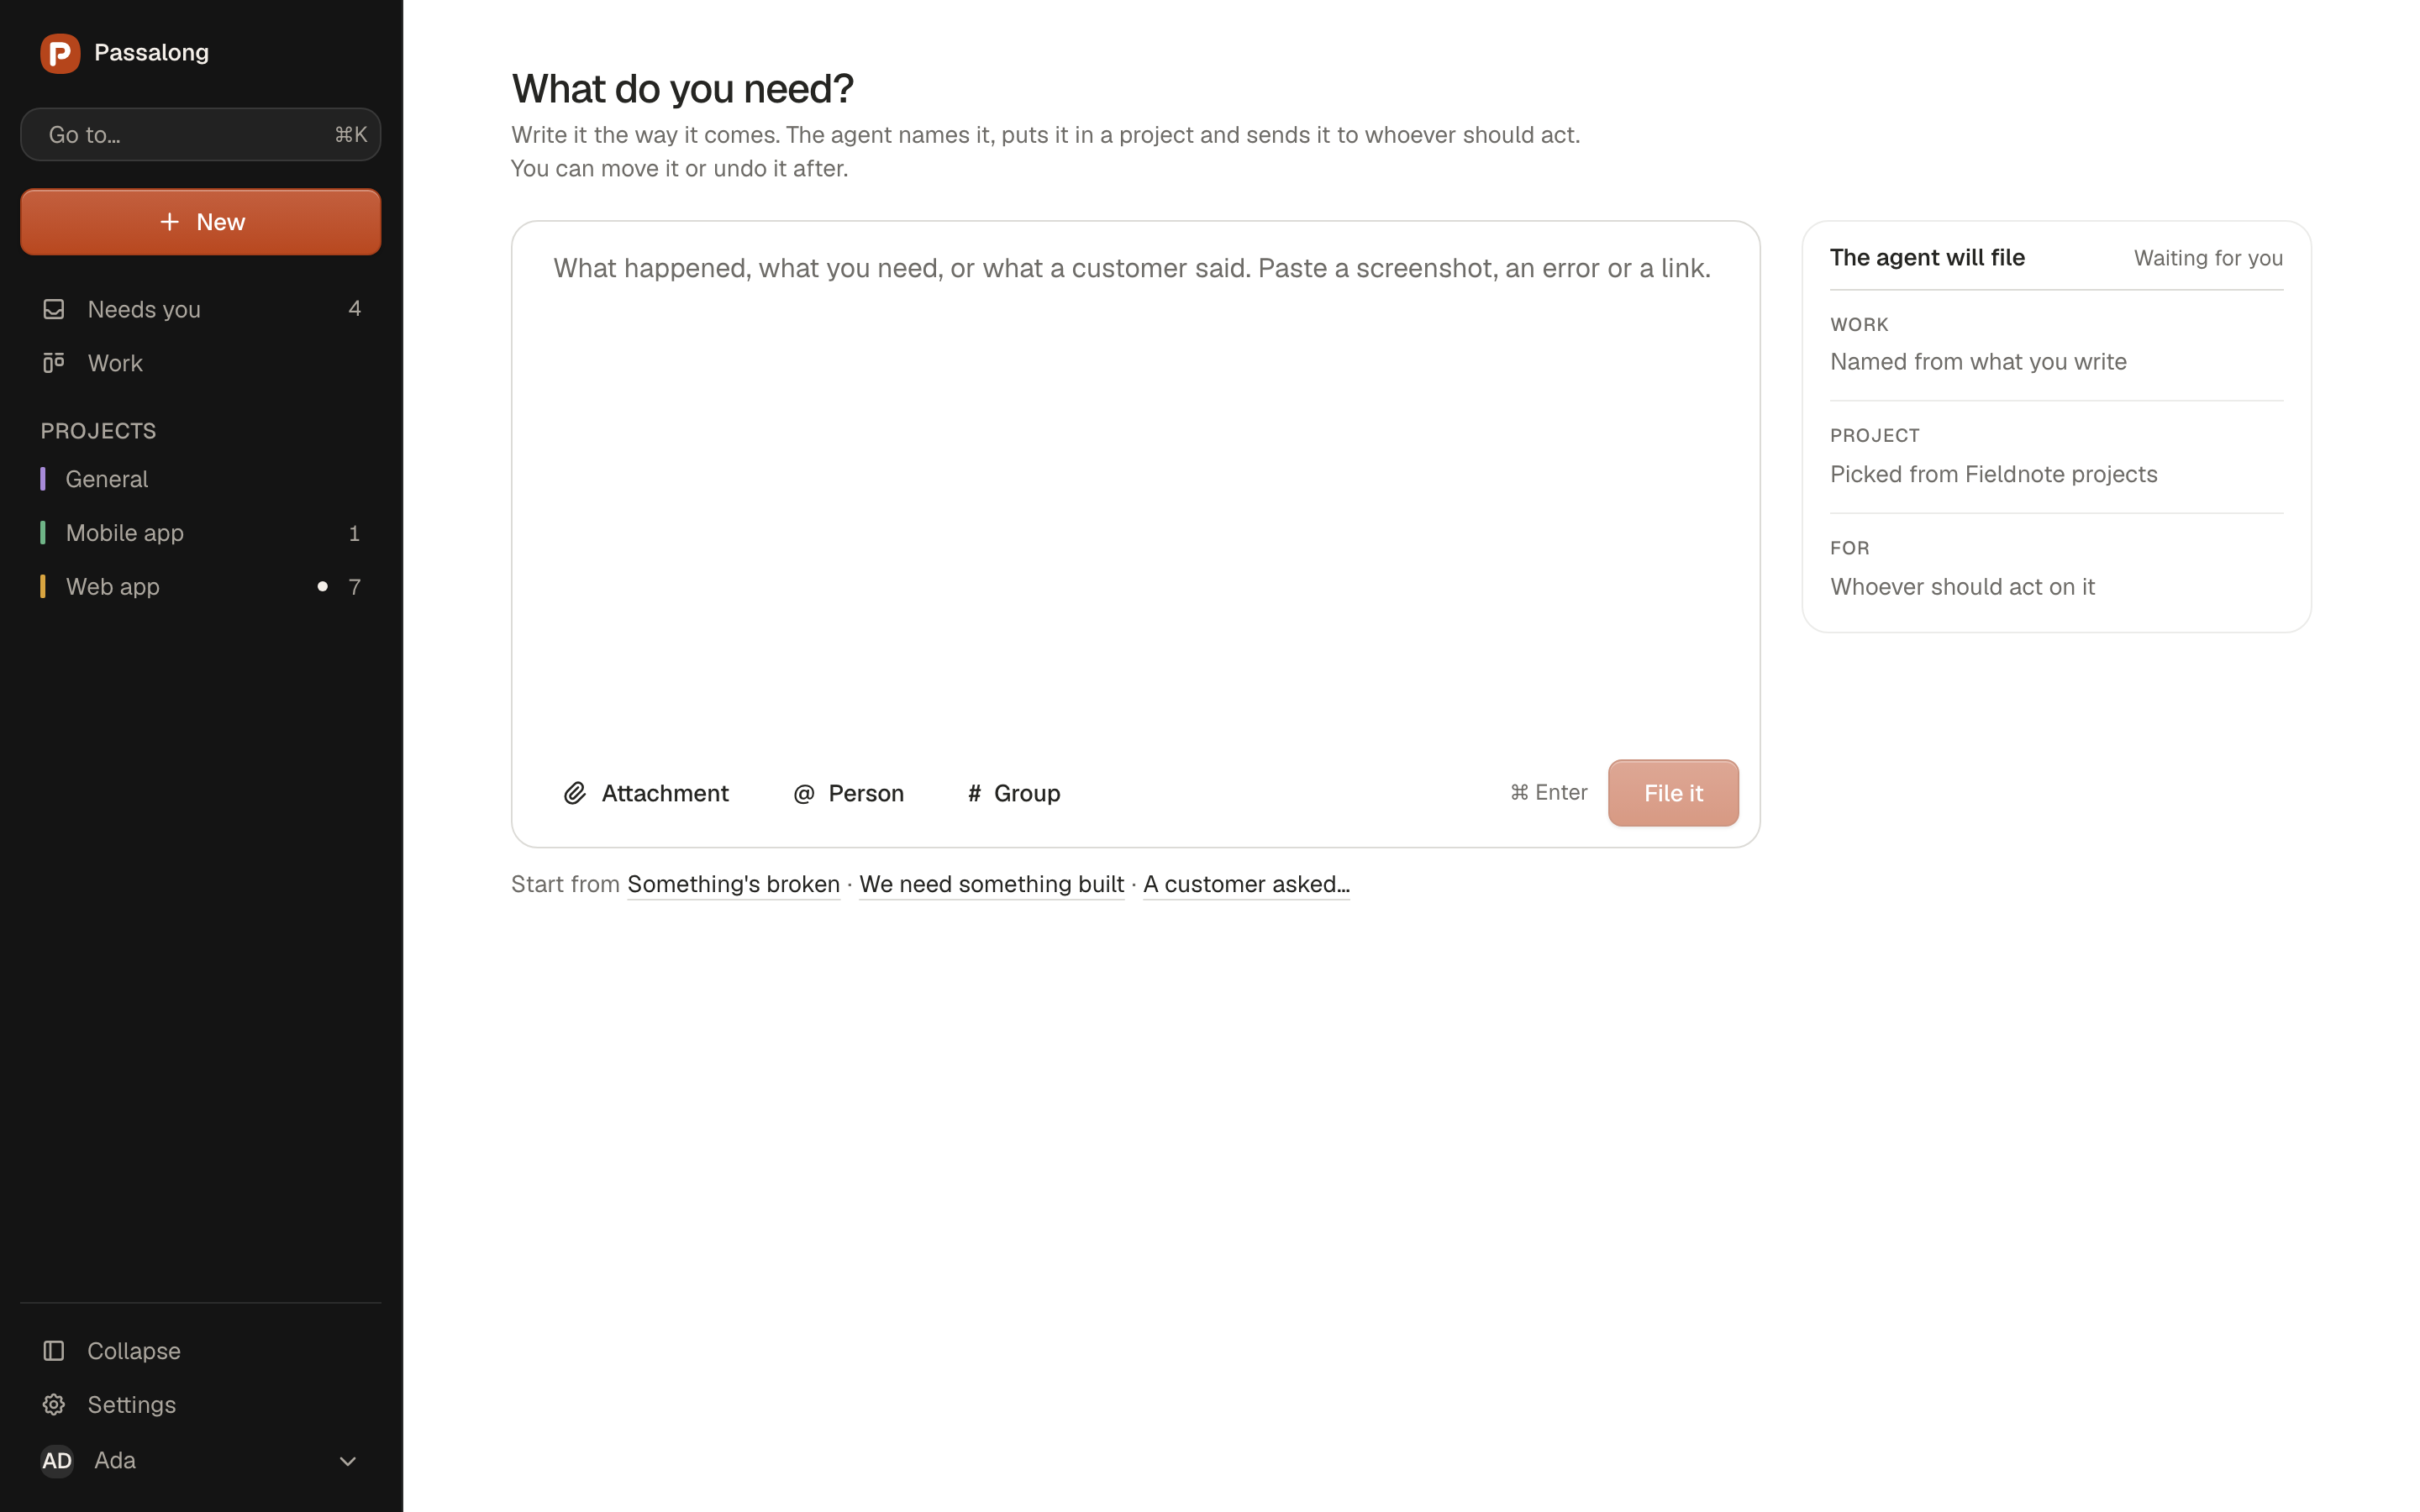 Passalong
Go to... ⌘K
+ New
Needs you 4
Work
PROJECTS
General
Mobile app 1
Web app 7
Collapse
Settings
AD Ada
What do you need?
Write it the way it comes. The agent names it, puts it in a project and sends it to whoever should act.
You can move it or undo it after.
What happened, what you need, or what a customer said. Paste a screenshot, an error or a link.
Attachment @ Person # Group ⌘ Enter File it
Start from Something's broken · We need something built · A customer asked...
The agent will file Waiting for you
WORK
Named from what you write
PROJECT
Picked from Fieldnote projects
FOR
Whoever should act on it